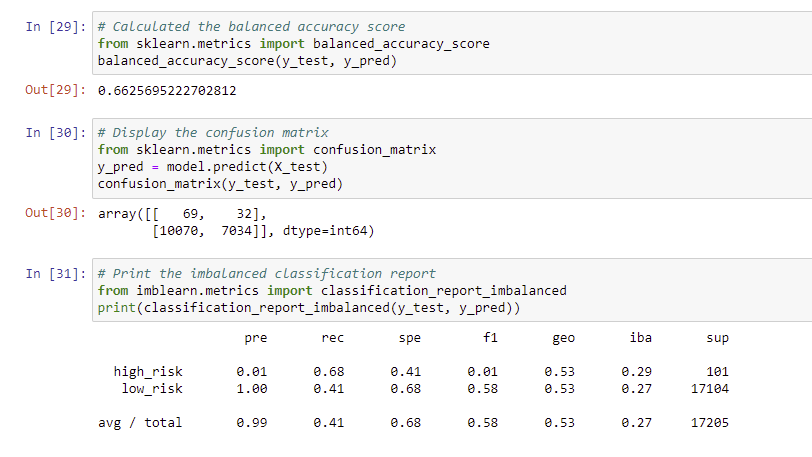 In [29]: # Calculated the balanced accuracy score
from sklearn.metrics import balanced_accuracy_score
balanced_accuracy_score(y_test, y_pred)
Out[29]: 0.6625695222702812
In [30]: # Display the confusion matrix
from sklearn.metrics import confusion_matrix
y_pred = model.predict(X_test)
confusion_matrix(y_test, y_pred)
Out[30]: array([[   69,    32],
       [10070,  7034]], dtype=int64)
In [31]: # Print the imbalanced classification report
from imblearn.metrics import classification_report_imbalanced
print(classification_report_imbalanced(y_test, y_pred))
pre rec spe f1 geo iba sup
high_risk 0.01 0.68 0.41 0.01 0.53 0.29 101
low_risk 1.00 0.41 0.68 0.58 0.53 0.27 17104
avg / total 0.99 0.41 0.68 0.58 0.53 0.27 17205